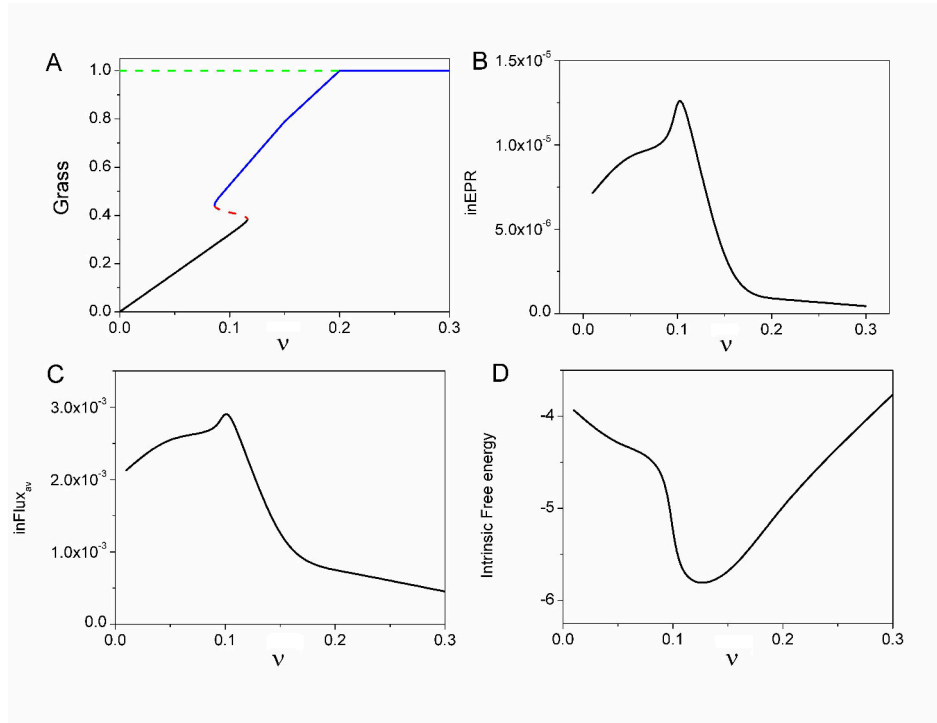 A
Grass
1.0
0.8
0.6
0.4
0.2
0.0
0.0 0.1 0.2 0.3
ν
B
inEPR
1.5x10⁻⁵
1.0x10⁻⁵
5.0x10⁻⁶
0.0
0.0 0.1 0.2 0.3
ν
C
inFluxₐᵥ
3.0x10⁻³
2.0x10⁻³
1.0x10⁻³
0.0
0.0 0.1 0.2 0.3
ν
D
Intrinsic Free energy
-4
-5
-6
0.0 0.1 0.2 0.3
ν